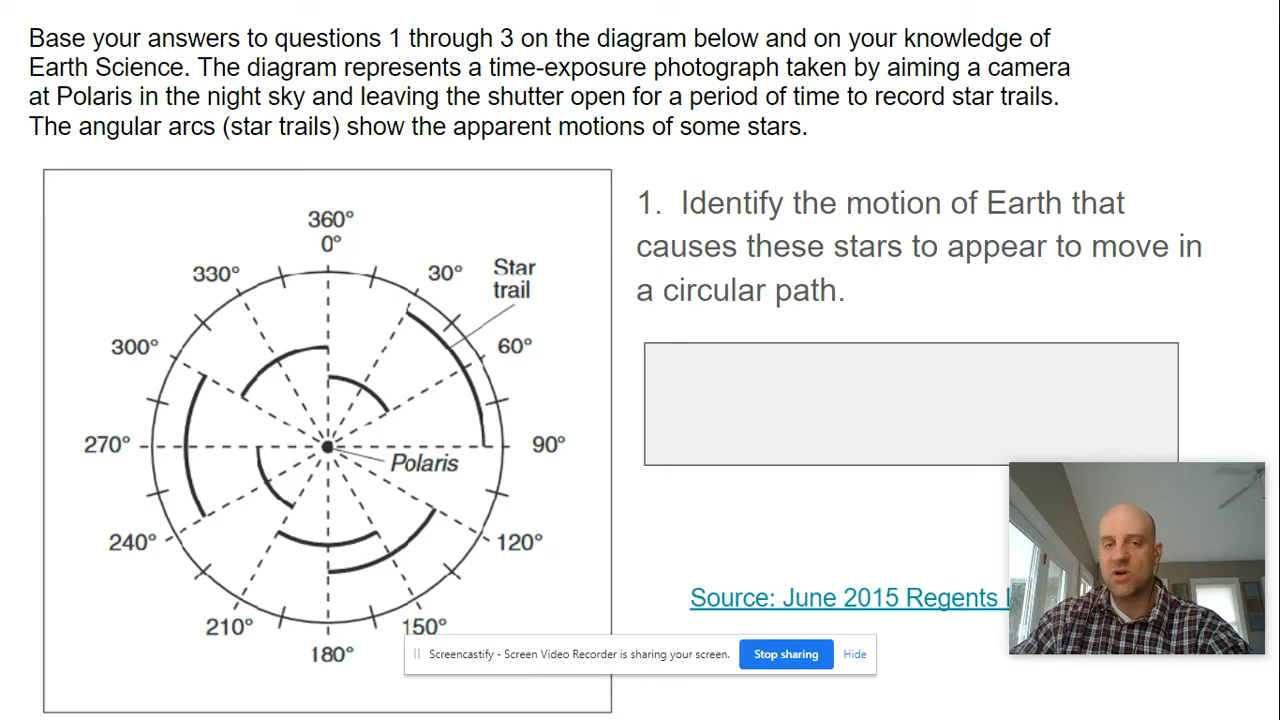 Base your answers to questions 1 through 3 on the diagram below and on your knowledge of
Earth Science. The diagram represents a time-exposure photograph taken by aiming a camera
at Polaris in the night sky and leaving the shutter open for a period of time to record star trails.
The angular arcs (star trails) show the apparent motions of some stars.
1. Identify the motion of Earth that
causes these stars to appear to move in
a circular path.
360°
0°
330°
30°
Star
trail
300°
60°
270°
90°
Polaris
240°
120°
210°
150°
180°
Source: June 2015 Regents
Screencastify - Screen Video Recorder is sharing your screen.
Stop sharing
Hide